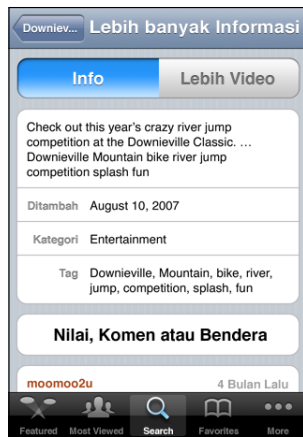 Downiev... Lebih banyak Informasi
Info Lebih Video
Check out this year's crazy river jump
competition at the Downieville Classic. ...
Downieville Mountain bike river jump
competition splash fun
Ditambah August 10, 2007
Kategori Entertainment
Tag Downieville, Mountain, bike, river,
jump, competition, splash, fun
Nilai, Komen atau Bendera
moomoo2u 4 Bulan Lalu
Featured Most Viewed Search Favorites More